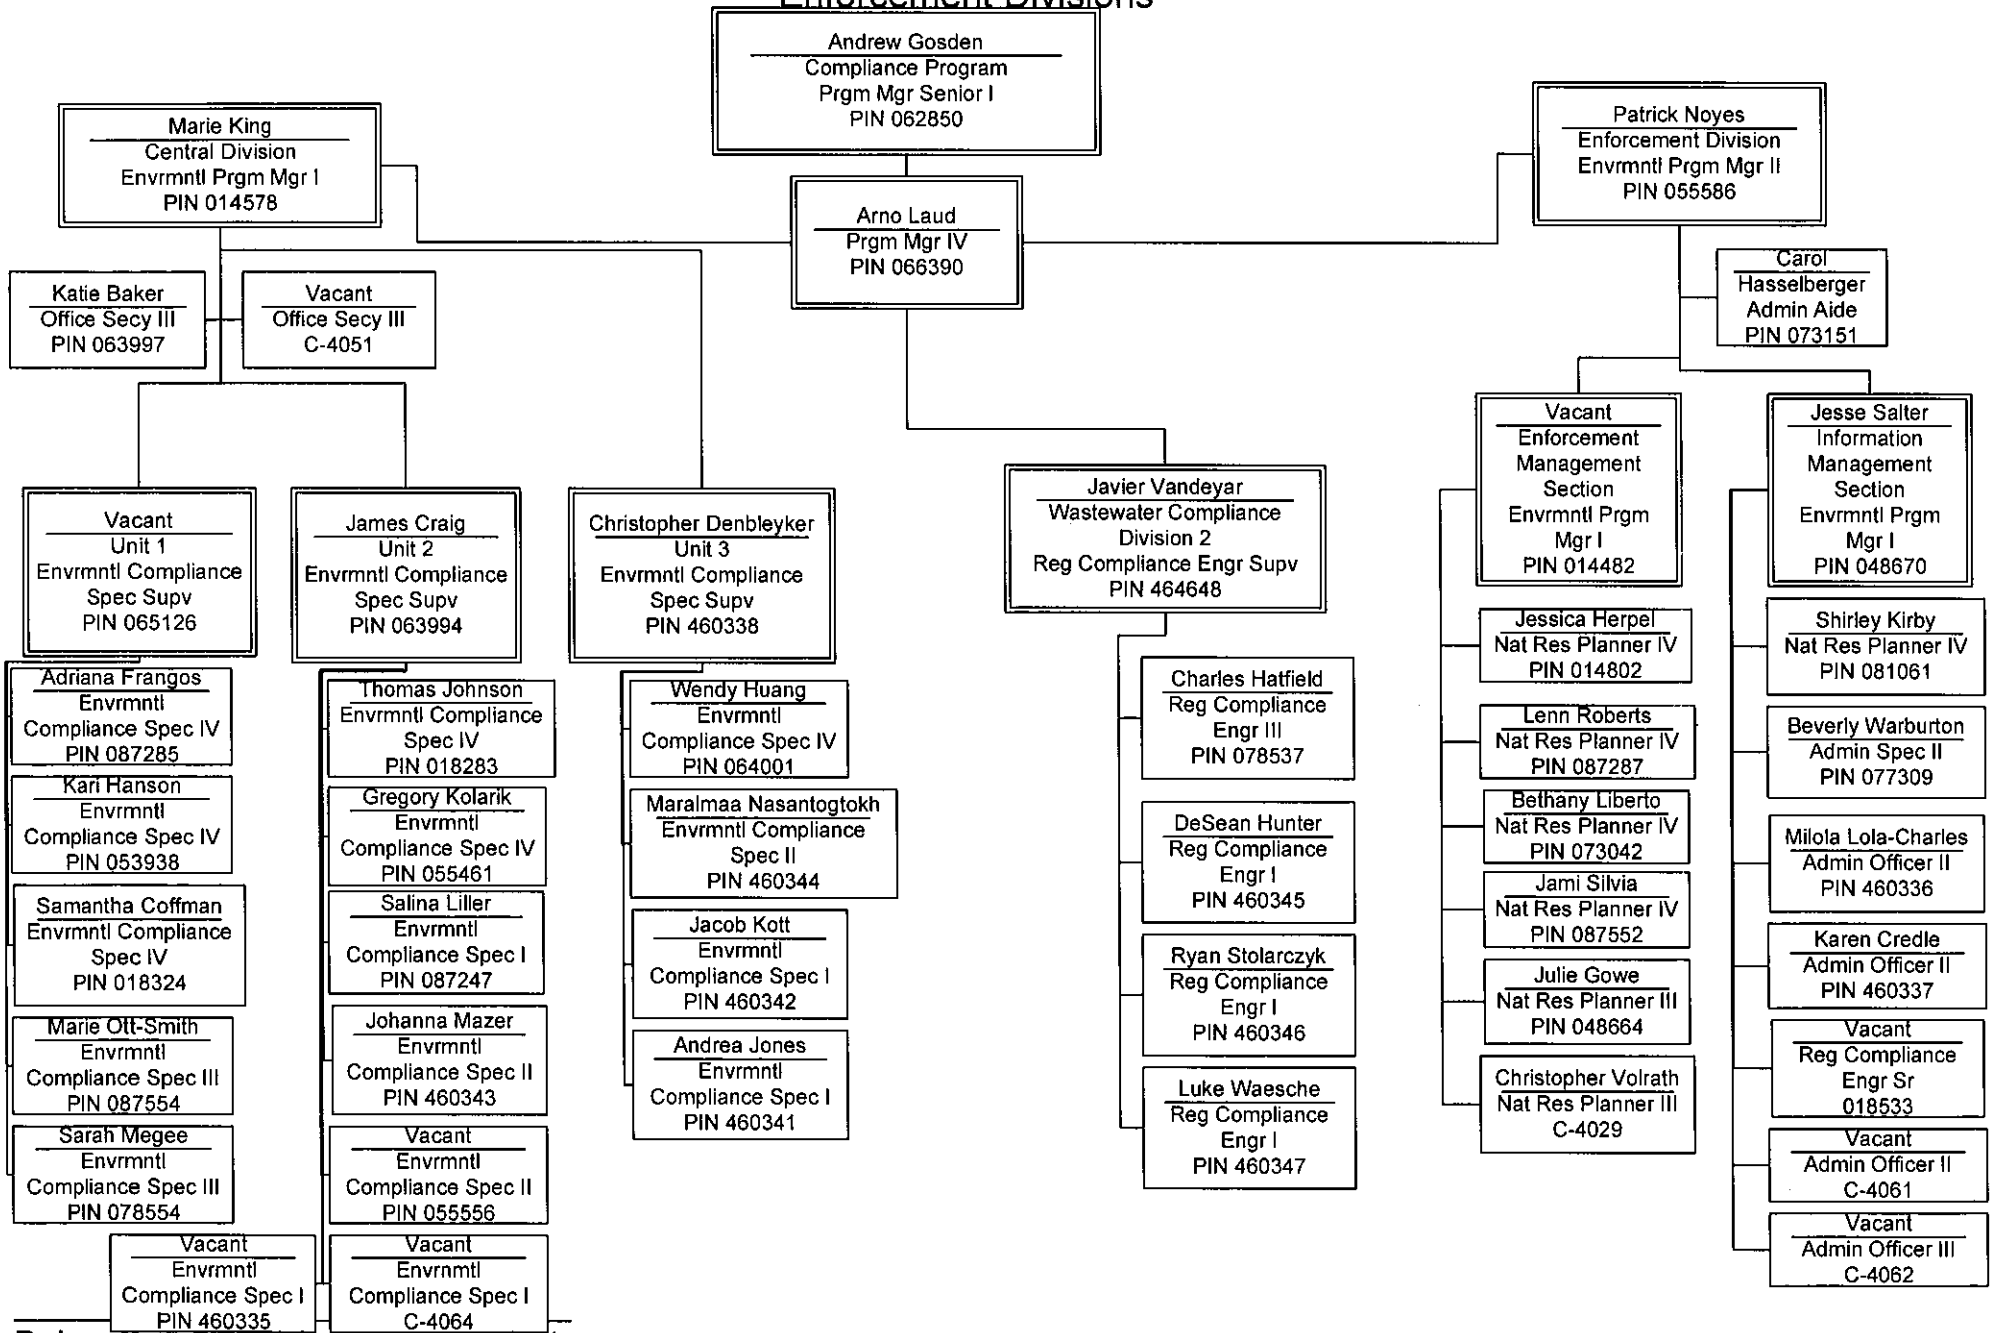 Enforcement Divisions
Andrew Gosden
Compliance Program
Prgm Mgr Senior I
PIN 062850
Marie King
Central Division
Envrmntl Prgm Mgr I
PIN 014578
Arno Laud
Prgm Mgr IV
PIN 066390
Patrick Noyes
Enforcement Division
Envrmntl Prgm Mgr II
PIN 055586
Katie Baker
Office Secy III
PIN 063997
Vacant
Office Secy III
C-4051
Carol
Hasselberger
Admin Aide
PIN 073151
Vacant
Unit 1
Envrmntl Compliance
Spec Supv
PIN 065126
James Craig
Unit 2
Envrmntl Compliance
Spec Supv
PIN 063994
Christopher Denbleyker
Unit 3
Envrmntl Compliance
Spec Supv
PIN 460338
Javier Vandeyar
Wastewater Compliance
Division 2
Reg Compliance Engr Supv
PIN 464648
Vacant
Enforcement
Management
Section
Envrmntl Prgm
Mgr I
PIN 014482
Jesse Salter
Information
Management
Section
Envrmntl Prgm
Mgr I
PIN 048670
Adriana Frangos
Envrmntl
Compliance Spec IV
PIN 087285
Kari Hanson
Envrmntl
Compliance Spec IV
PIN 053938
Samantha Coffman
Envrmntl Compliance
Spec IV
PIN 018324
Marie Ott-Smith
Envrmntl
Compliance Spec III
PIN 087554
Sarah Megee
Envrmntl
Compliance Spec III
PIN 078554
Vacant
Envrmntl
Compliance Spec I
PIN 460335
Thomas Johnson
Envrmntl Compliance
Spec IV
PIN 018283
Gregory Kolarik
Envrmntl
Compliance Spec IV
PIN 055461
Salina Liller
Envrmntl
Compliance Spec I
PIN 087247
Johanna Mazer
Envrmntl
Compliance Spec II
PIN 460343
Vacant
Envrmntl
Compliance Spec II
PIN 055556
Vacant
Envrnmtl
Compliance Spec I
C-4064
Wendy Huang
Envrmntl
Compliance Spec IV
PIN 064001
Maralmaa Nasantogtokh
Envrmntl Compliance
Spec II
PIN 460344
Jacob Kott
Envrmntl
Compliance Spec I
PIN 460342
Andrea Jones
Envrmntl
Compliance Spec I
PIN 460341
Charles Hatfield
Reg Compliance
Engr III
PIN 078537
DeSean Hunter
Reg Compliance
Engr I
PIN 460345
Ryan Stolarczyk
Reg Compliance
Engr I
PIN 460346
Luke Waesche
Reg Compliance
Engr I
PIN 460347
Jessica Herpel
Nat Res Planner IV
PIN 014802
Lenn Roberts
Nat Res Planner IV
PIN 087287
Bethany Liberto
Nat Res Planner IV
PIN 073042
Jami Silvia
Nat Res Planner IV
PIN 087552
Julie Gowe
Nat Res Planner III
PIN 048664
Christopher Volrath
Nat Res Planner III
C-4029
Shirley Kirby
Nat Res Planner IV
PIN 081061
Beverly Warburton
Admin Spec II
PIN 077309
Milola Lola-Charles
Admin Officer II
PIN 460336
Karen Credle
Admin Officer II
PIN 460337
Vacant
Reg Compliance
Engr Sr
018533
Vacant
Admin Officer II
C-4061
Vacant
Admin Officer III
C-4062